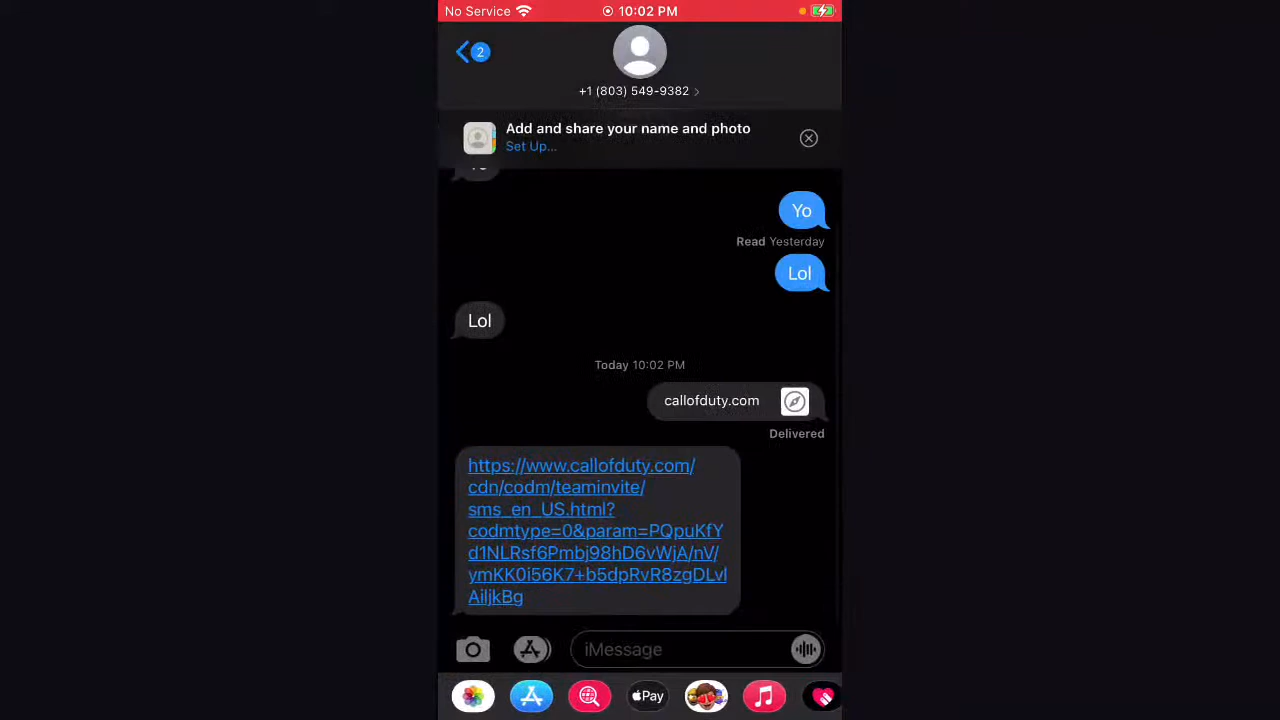 No Service 10:02 PM
2
+1 (803) 549-9382
Add and share your name and photo
Set Up...
Yo
Read Yesterday
Lol
Lol
Today 10:02 PM
callofduty.com
Delivered
https://www.callofduty.com/
cdn/codm/teaminvite/
sms_en_US.html?
codmtype=0&param=PQpuKfY
d1NLRsf6Pmbj98hD6vWjA/nV/
ymKK0i56K7+b5dpRvR8zgDLvl
AiljkBg
iMessage
Pay